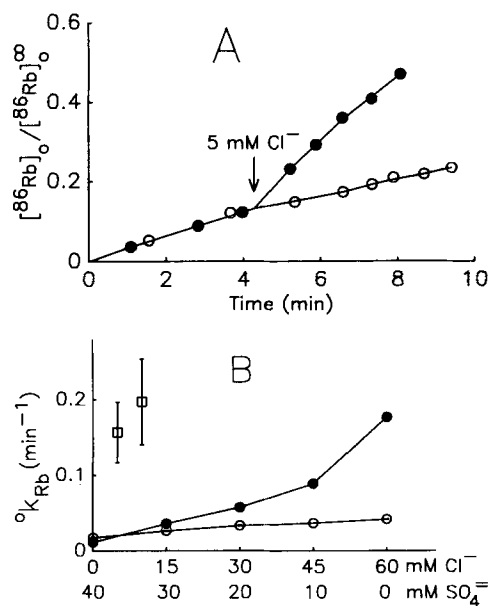 0.6
A
[⁸⁶Rb]ₒ/[⁸⁶Rb]ₒ^∞
0.4
5 mM Cl⁻
0.2
0
0 2 4 6 8 10
Time (min)
B
0.2
ᵒkRb (min⁻¹)
0.1
0
0 15 30 45 60 mM Cl⁻
40 30 20 10 0 mM SO₄⁼